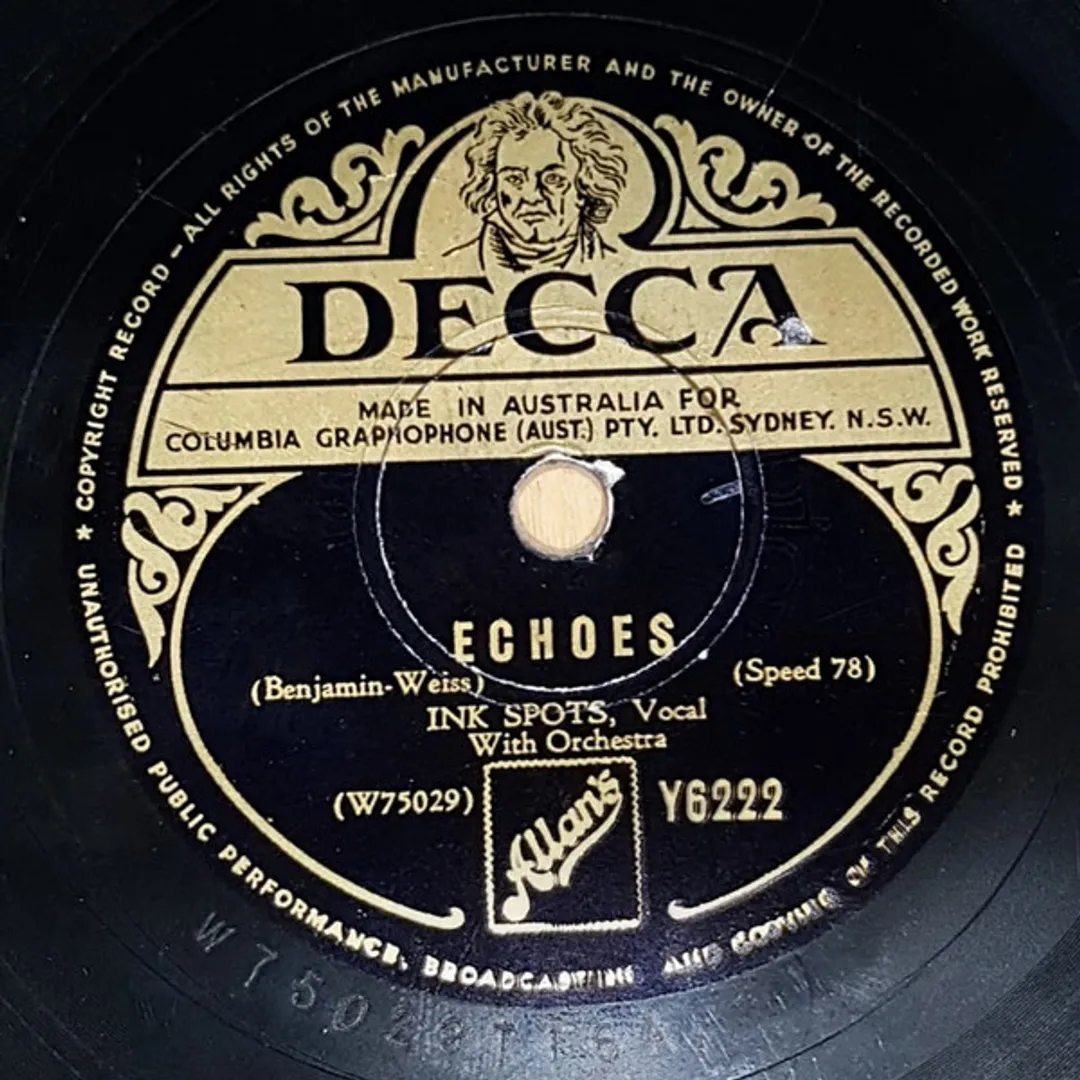 ★ COPYRIGHT RECORD – ALL RIGHTS OF THE MANUFACTURER AND THE OWNER OF THE RECORDED WORK RESERVED ★
DECCA
MADE IN AUSTRALIA FOR
COLUMBIA GRAPHOPHONE (AUST.) PTY. LTD. SYDNEY. N.S.W.
ECHOES
(Benjamin-Weiss) (Speed 78)
INK SPOTS, Vocal
With Orchestra
(W75029) Allan's Y6222
UNAUTHORISED PUBLIC PERFORMANCE, BROADCASTING AND COPYING OF THIS RECORD PROHIBITED
W75029